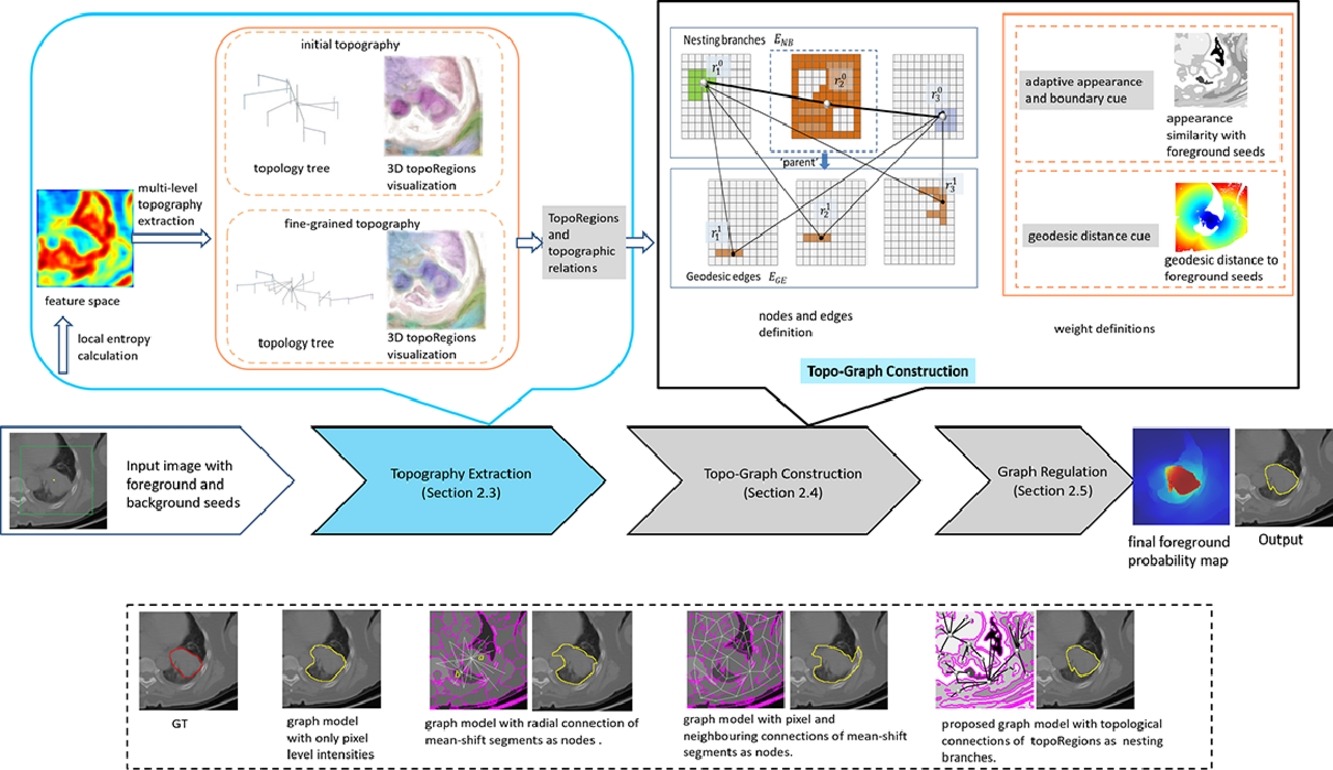 initial topography
topology tree
3D topoRegions
visualization
multi-level
topography
extraction
fine-grained topography
topology tree
3D topoRegions
visualization
feature space
local entropy
calculation
TopoRegions
and
topographic
relations
Nesting branches E_NB
r_1^0
r_2^0
r_3^0
'parent'
r_1^1
r_2^1
r_3^1
Geodesic edges E_GE
nodes and edges
definition
adaptive appearance
and boundary cue
appearance
similarity with
foreground seeds
geodesic distance cue
geodesic distance to
foreground seeds
weight definitions
Topo-Graph Construction
Input image with
foreground and
background seeds
Topography Extraction
(Section 2.3)
Topo-Graph Construction
(Section 2.4)
Graph Regulation
(Section 2.5)
final foreground
probability map
Output
GT
graph model
with only pixel
level intensities
graph model with radial connection of
mean-shift segments as nodes .
graph model with pixel and
neighbouring connections of mean-shift
segments as nodes.
proposed graph model with topological
connections of topoRegions as nesting
branches.